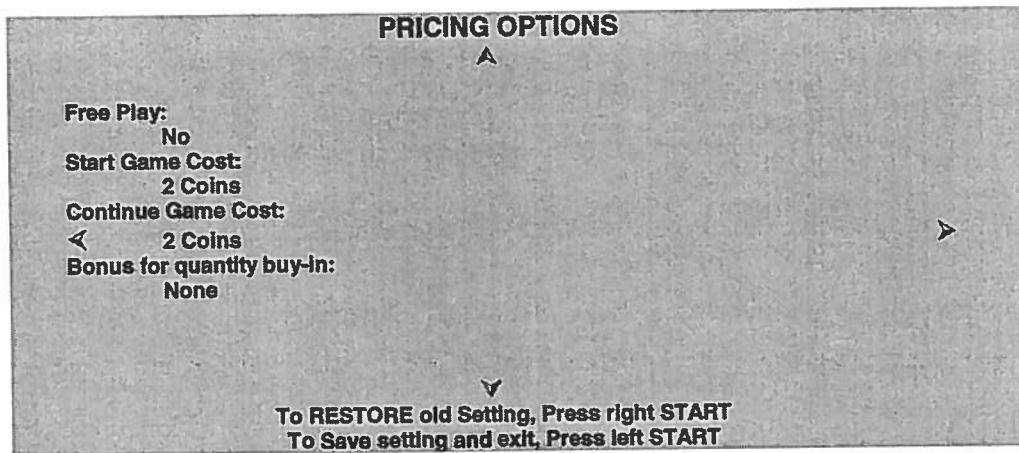 PRICING OPTIONS
Free Play:
No
Start Game Cost:
2 Coins
Continue Game Cost:
2 Coins
Bonus for quantity buy-in:
None
To RESTORE old Setting, Press right START
To Save setting and exit, Press left START